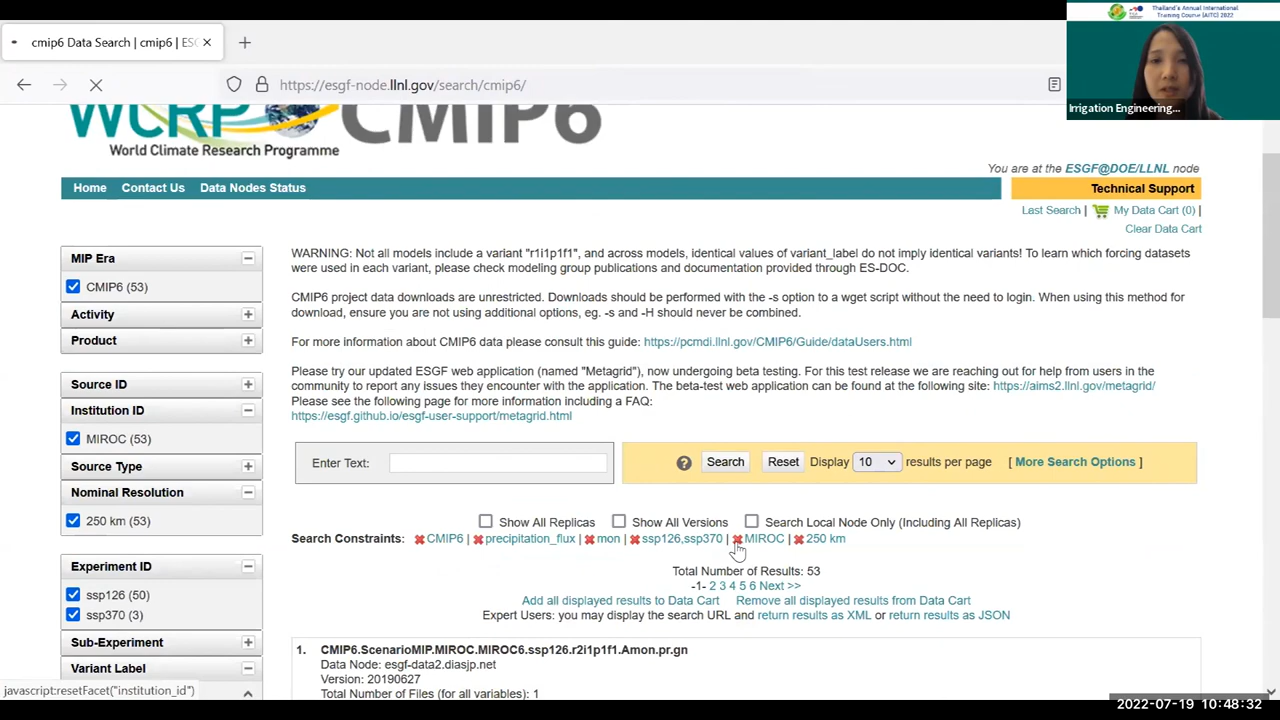 cmip6 Data Search | cmip6 | ES
https://esgf-node.llnl.gov/search/cmip6/
Thailand's Annual International
Training Course (AITC) 2022
Irrigation Engineering...
WCRP CMIP6
World Climate Research Programme
You are at the ESGF@DOE/LLNL node
Home Contact Us Data Nodes Status
Technical Support
Last Search | My Data Cart (0) |
Clear Data Cart
MIP Era
CMIP6 (53)
Activity
Product
Source ID
Institution ID
MIROC (53)
Source Type
Nominal Resolution
250 km (53)
Experiment ID
ssp126 (50)
ssp370 (3)
Sub-Experiment
Variant Label
WARNING: Not all models include a variant "r1i1p1f1", and across models, identical values of variant_label do not imply identical variants! To learn which forcing datasets
were used in each variant, please check modeling group publications and documentation provided through ES-DOC.
CMIP6 project data downloads are unrestricted. Downloads should be performed with the -s option to a wget script without the need to login. When using this method for
download, ensure you are not using additional options, eg. -s and -H should never be combined.
For more information about CMIP6 data please consult this guide: https://pcmdi.llnl.gov/CMIP6/Guide/dataUsers.html
Please try our updated ESGF web application (named "Metagrid"), now undergoing beta testing. For this test release we are reaching out for help from users in the
community to report any issues they encounter with the application. The beta-test web application can be found at the following site: https://aims2.llnl.gov/metagrid/
Please see the following page for more information including a FAQ:
https://esgf.github.io/esgf-user-support/metagrid.html
Enter Text:
Search Reset Display 10 results per page [ More Search Options ]
Show All Replicas Show All Versions Search Local Node Only (Including All Replicas)
Search Constraints: CMIP6 | precipitation_flux | mon | ssp126,ssp370 | MIROC | 250 km
Total Number of Results: 53
-1- 2 3 4 5 6 Next >>
Add all displayed results to Data Cart Remove all displayed results from Data Cart
Expert Users: you may display the search URL and return results as XML or return results as JSON
1. CMIP6.ScenarioMIP.MIROC.MIROC6.ssp126.r2i1p1f1.Amon.pr.gn
Data Node: esgf-data2.diasjp.net
Version: 20190627
Total Number of Files (for all variables): 1
javascript:resetFacet("institution_id")
2022-07-19 10:48:32